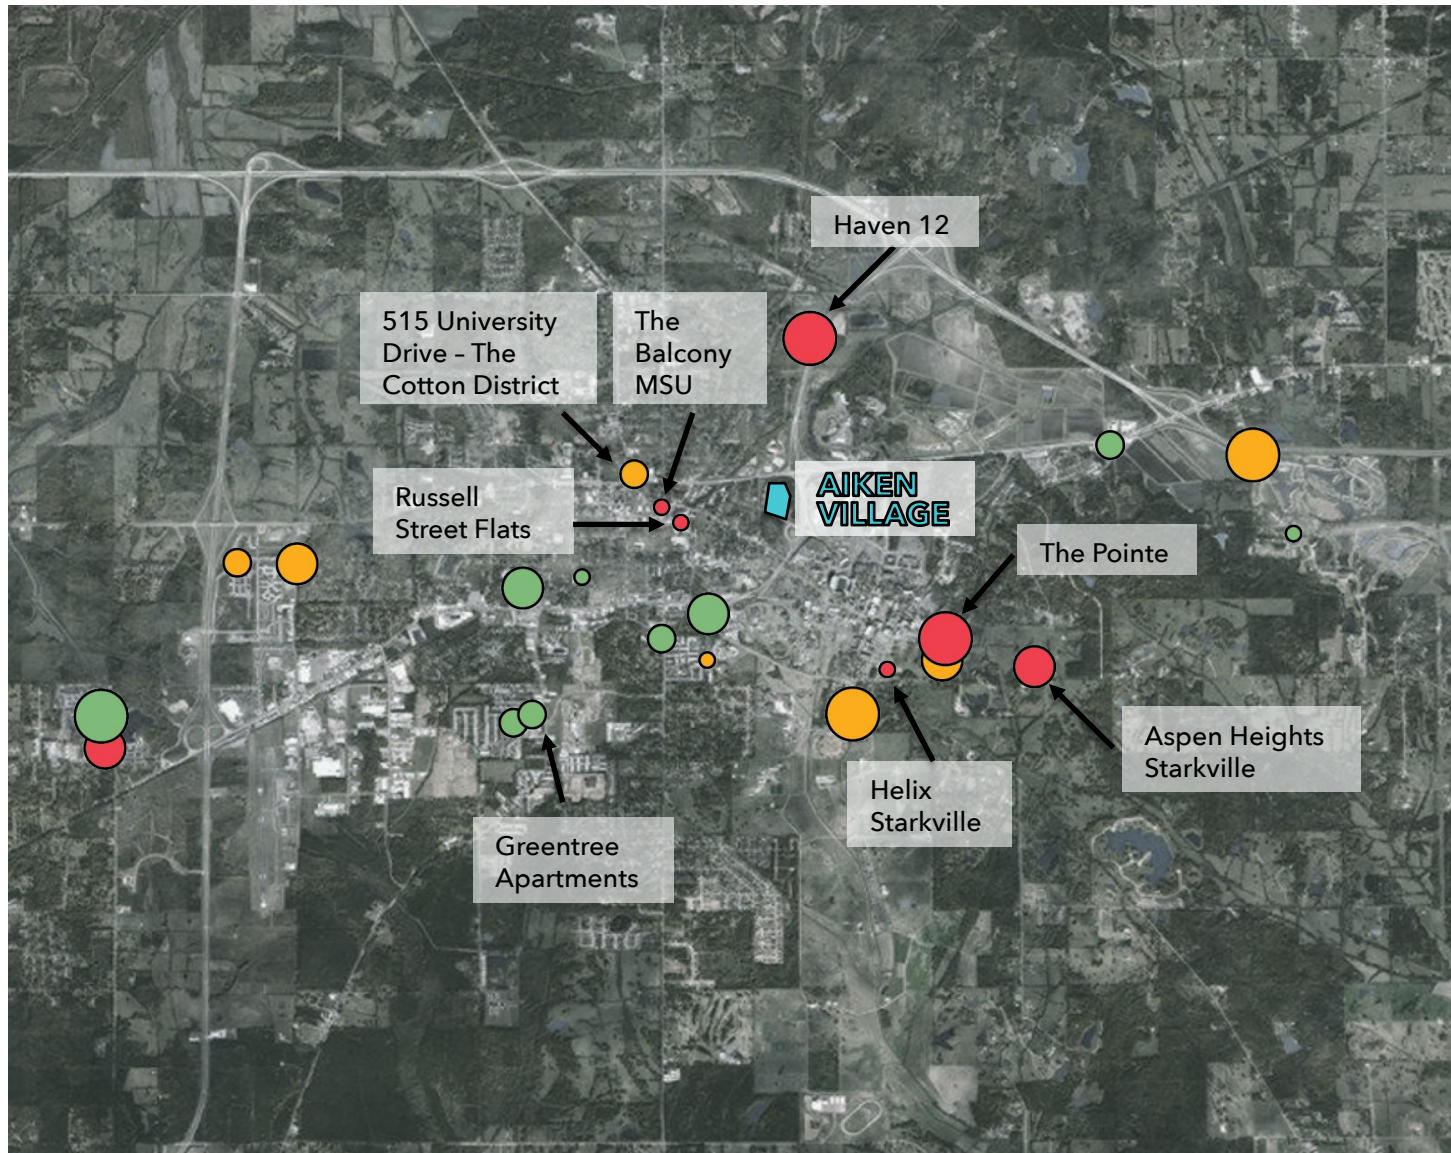 Haven 12
515 University
Drive – The
Cotton District
The
Balcony
MSU
Russell
Street Flats
AIKEN
VILLAGE
The Pointe
Aspen Heights
Starkville
Helix
Starkville
Greentree
Apartments